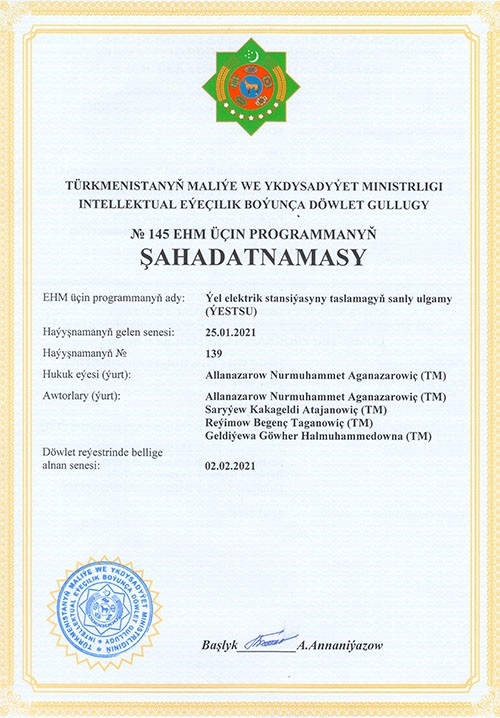 TÜRKMENISTANYŇ MALIÝE WE YKDYSADYÝET MINISTRLIGI
INTELLEKTUAL EÝEÇILIK BOÝUNÇA DÖWLET GULLUGY
№ 145 EHM ÜÇIN PROGRAMMANYŇ
ŞAHADATNAMASY
EHM üçin programmanyň ady: Ýel elektrik stansiýasyny taslamagyň sanly ulgamy
(ÝESTSU)
Haýyşnamanyň gelen senesi: 25.01.2021
Haýyşnamanyň № 139
Hukuk eýesi (ýurt): Allanazarow Nurmuhammet Aganazarowiç (TM)
Awtorlary (ýurt): Allanazarow Nurmuhammet Aganazarowiç (TM)
Saryýew Kakageldi Atajanowiç (TM)
Reýimow Begenç Taganowiç (TM)
Geldiýewa Göwher Halmuhammedowna (TM)
Döwlet reýestrinde bellige
alnan senesi: 02.02.2021
TÜRKMENISTANYŇ MALIÝE WE YKDYSADYÝET MINISTRLIGINIŇ
INTELLEKTUAL EÝEÇILIK BOÝUNÇA DÖWLET GULLUGY
Başlyk A.Annaniýazow